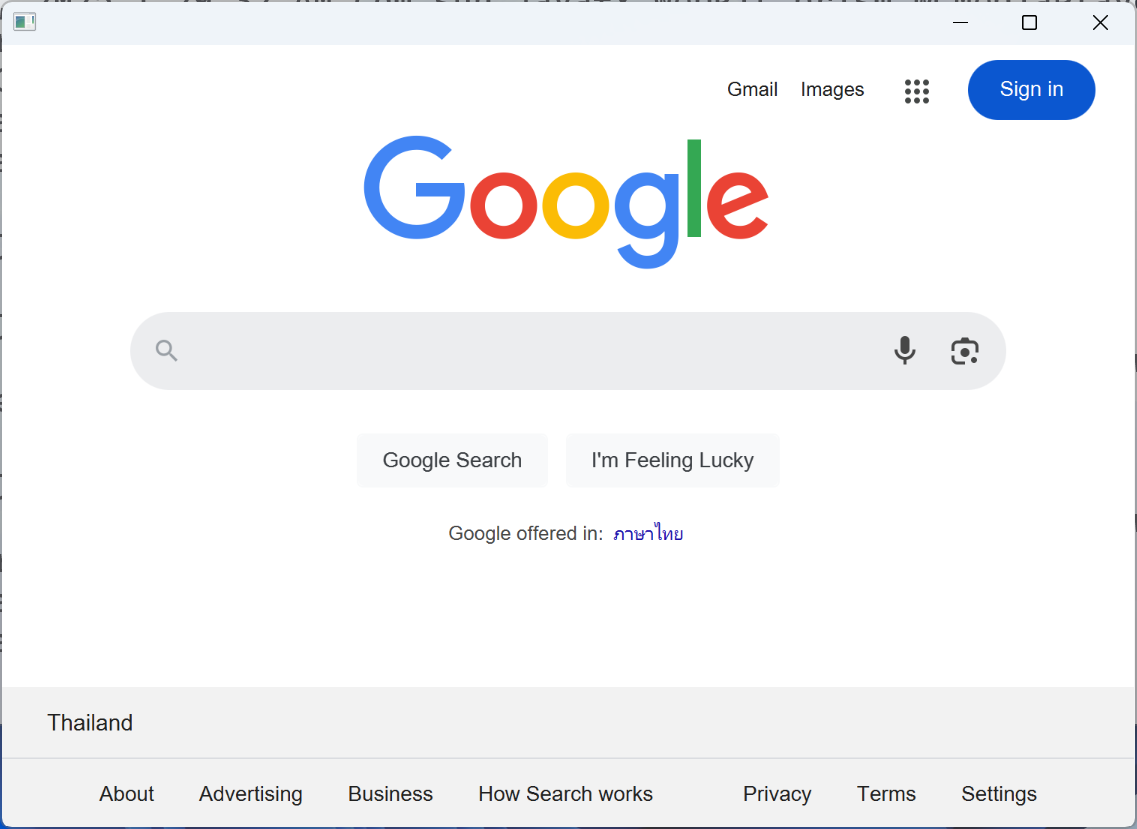 Gmail Images Sign in
Google
Google Search I'm Feeling Lucky
Google offered in: ภาษาไทย
Thailand
About Advertising Business How Search works Privacy Terms Settings